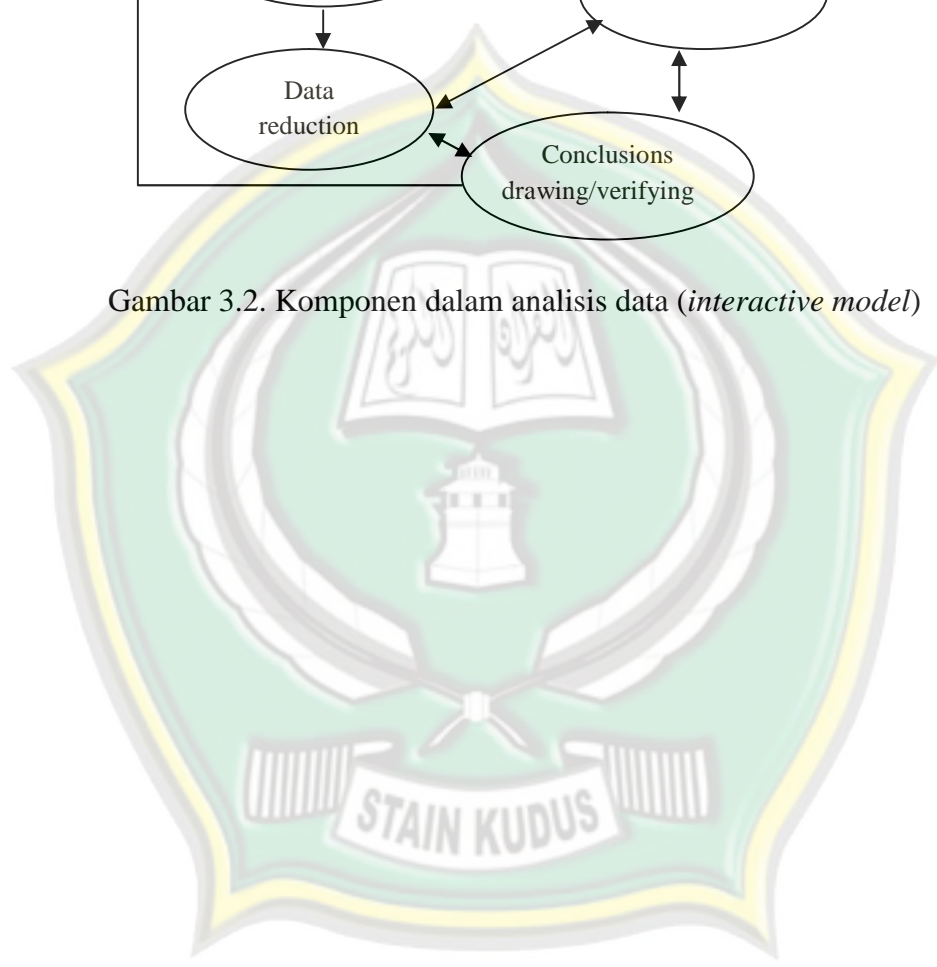 Data
reduction
Conclusions
drawing/verifying
Gambar 3.2. Komponen dalam analisis data (interactive model)
STAIN KUDUS